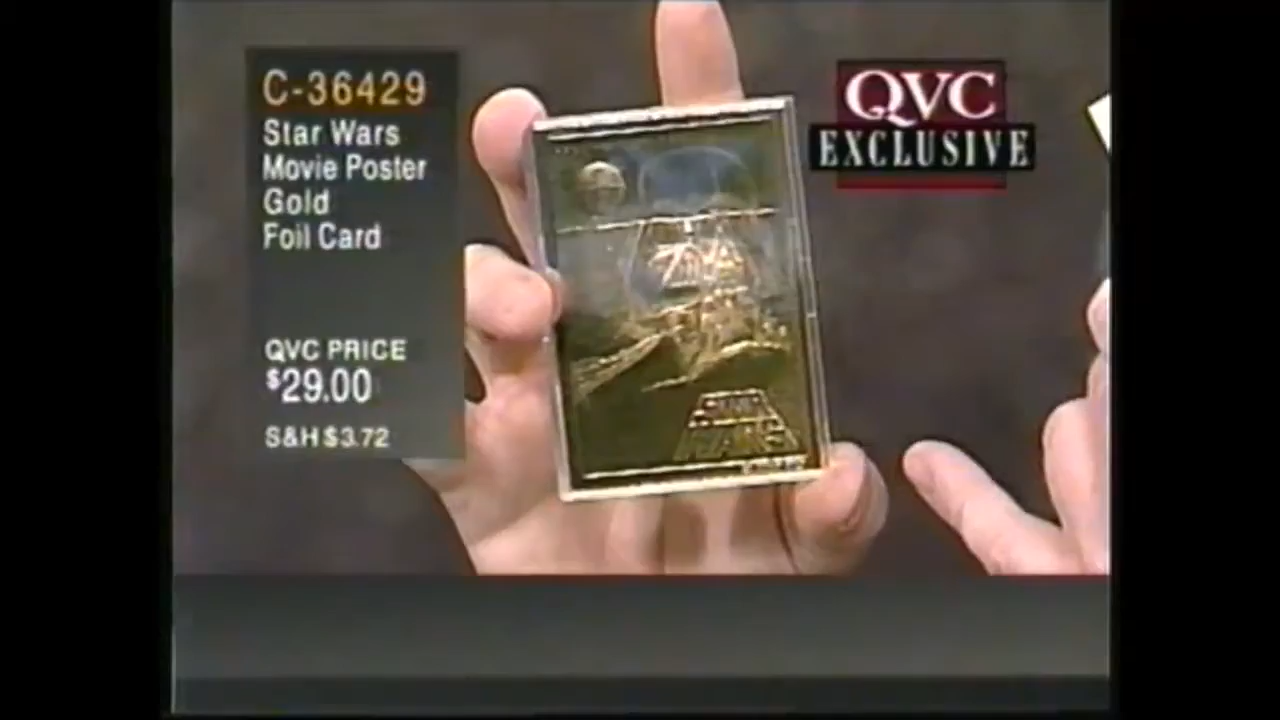 C-36429
Star Wars
Movie Poster
Gold
Foil Card
QVC PRICE
$29.00
S&H $3.72
QVC
EXCLUSIVE
STAR
WARS